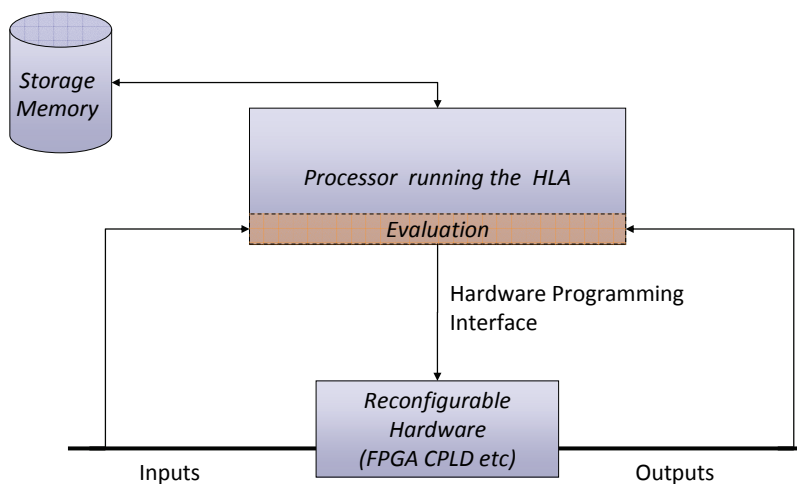 Storage
Memory
Processor running the HLA
Evaluation
Hardware Programming
Interface
Reconfigurable
Hardware
(FPGA CPLD etc)
Inputs
Outputs